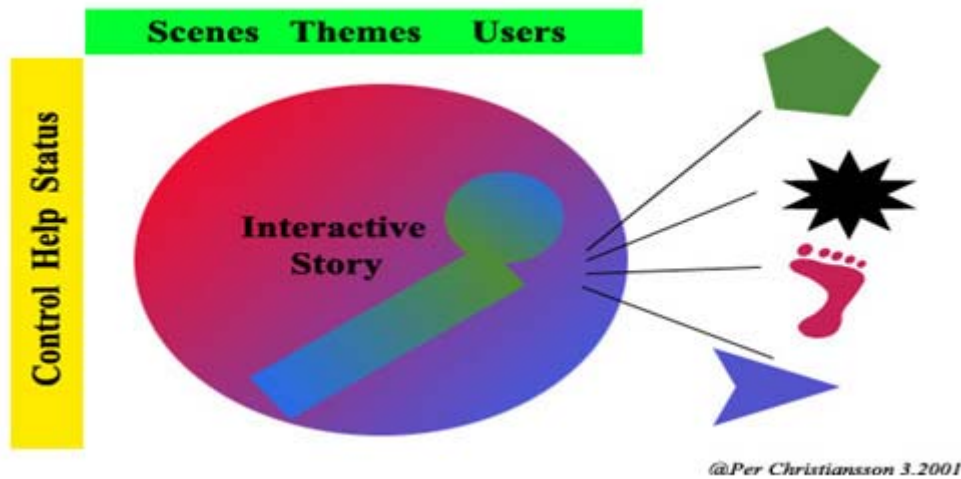 Scenes Themes Users
Control Help Status
Interactive
Story
@Per Christiansson 3.2001